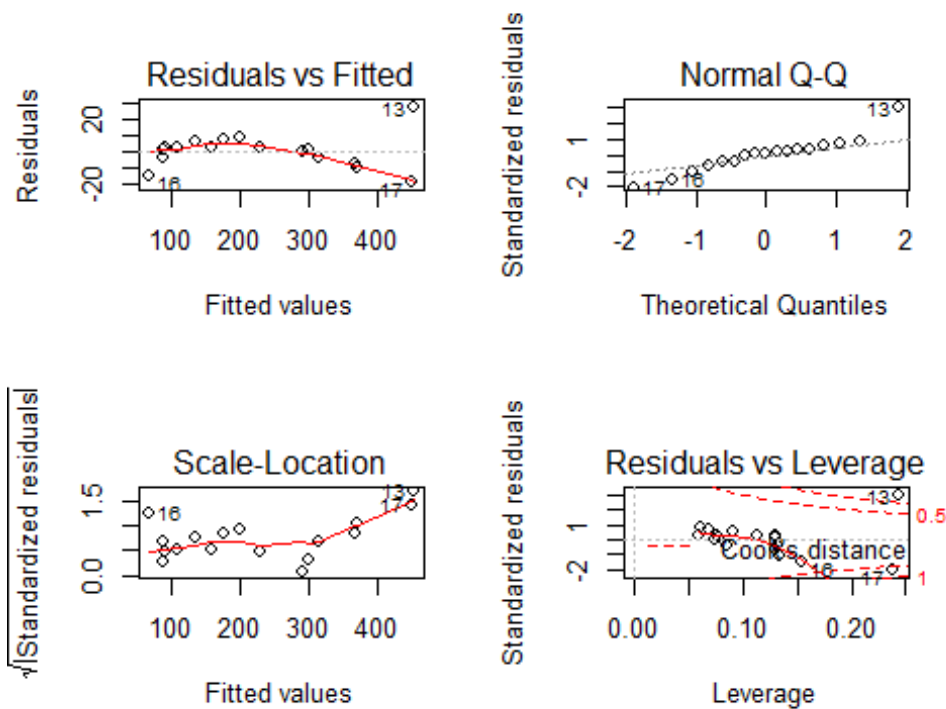 Residuals vs Fitted
Residuals
20
-20
13
16
17
100 200 300 400
Fitted values
Normal Q-Q
Standardized residuals
1
-2
13
17
16
-2 -1 0 1 2
Theoretical Quantiles
Scale-Location
√|Standardized residuals|
1.5
0.0
13
17
16
100 200 300 400
Fitted values
Residuals vs Leverage
Standardized residuals
1
-2
13
0.5
Cook's distance
16
17
1
0.00 0.10 0.20
Leverage